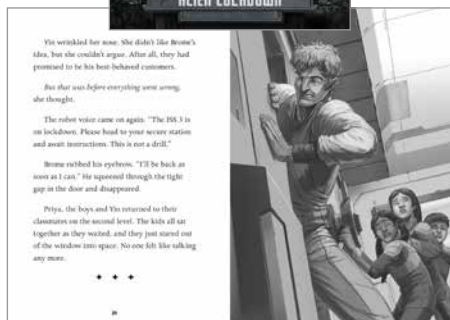 ALIEN LOCKDOWN
Yin wrinkled her nose. She didn't like Brome's
idea, but she couldn't argue. After all, they had
promised to be his best-behaved customers.
But that was before everything went wrong,
she thought.
The robot voice came on again. "The ISS 3 is
on lockdown. Please head to your secure station
and await instructions. This is not a drill."
Brome rubbed his eyebrow. "I'll be back as
soon as I can." He squeezed through the tight
gap in the door and disappeared.
Priya, the boys and Yin returned to their
classmates on the second level. The kids all sat
together as they waited, and they just stared out
of the window into space. No one felt like talking
any more.